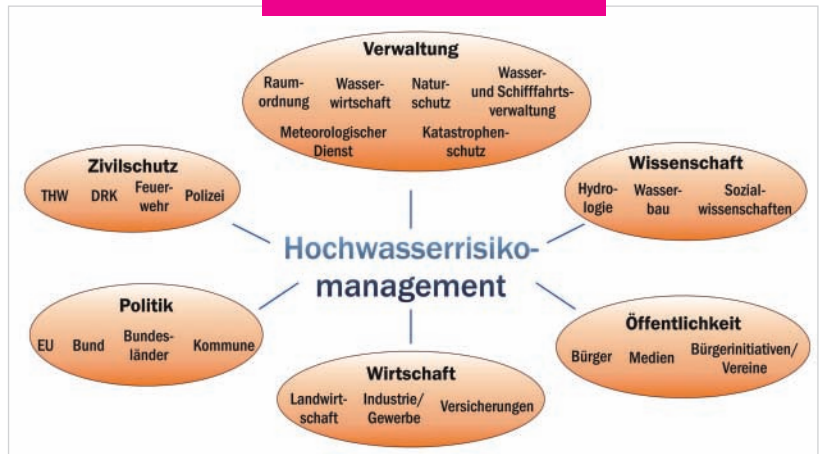 Verwaltung
Raum-
ordnung
Wasser-
wirtschaft
Natur-
schutz
Wasser-
und Schifffahrts-
verwaltung
Meteorologischer
Dienst
Katastrophen-
schutz
Zivilschutz
THW
DRK
Feuer-
wehr
Polizei
Wissenschaft
Hydro-
logie
Wasser-
bau
Sozial-
wissenschaften
Hochwasserrisiko-
management
Politik
EU
Bund
Bundes-
länder
Kommune
Öffentlichkeit
Bürger
Medien
Bürgerinitiativen/
Vereine
Wirtschaft
Landwirt-
schaft
Industrie/
Gewerbe
Versicherungen